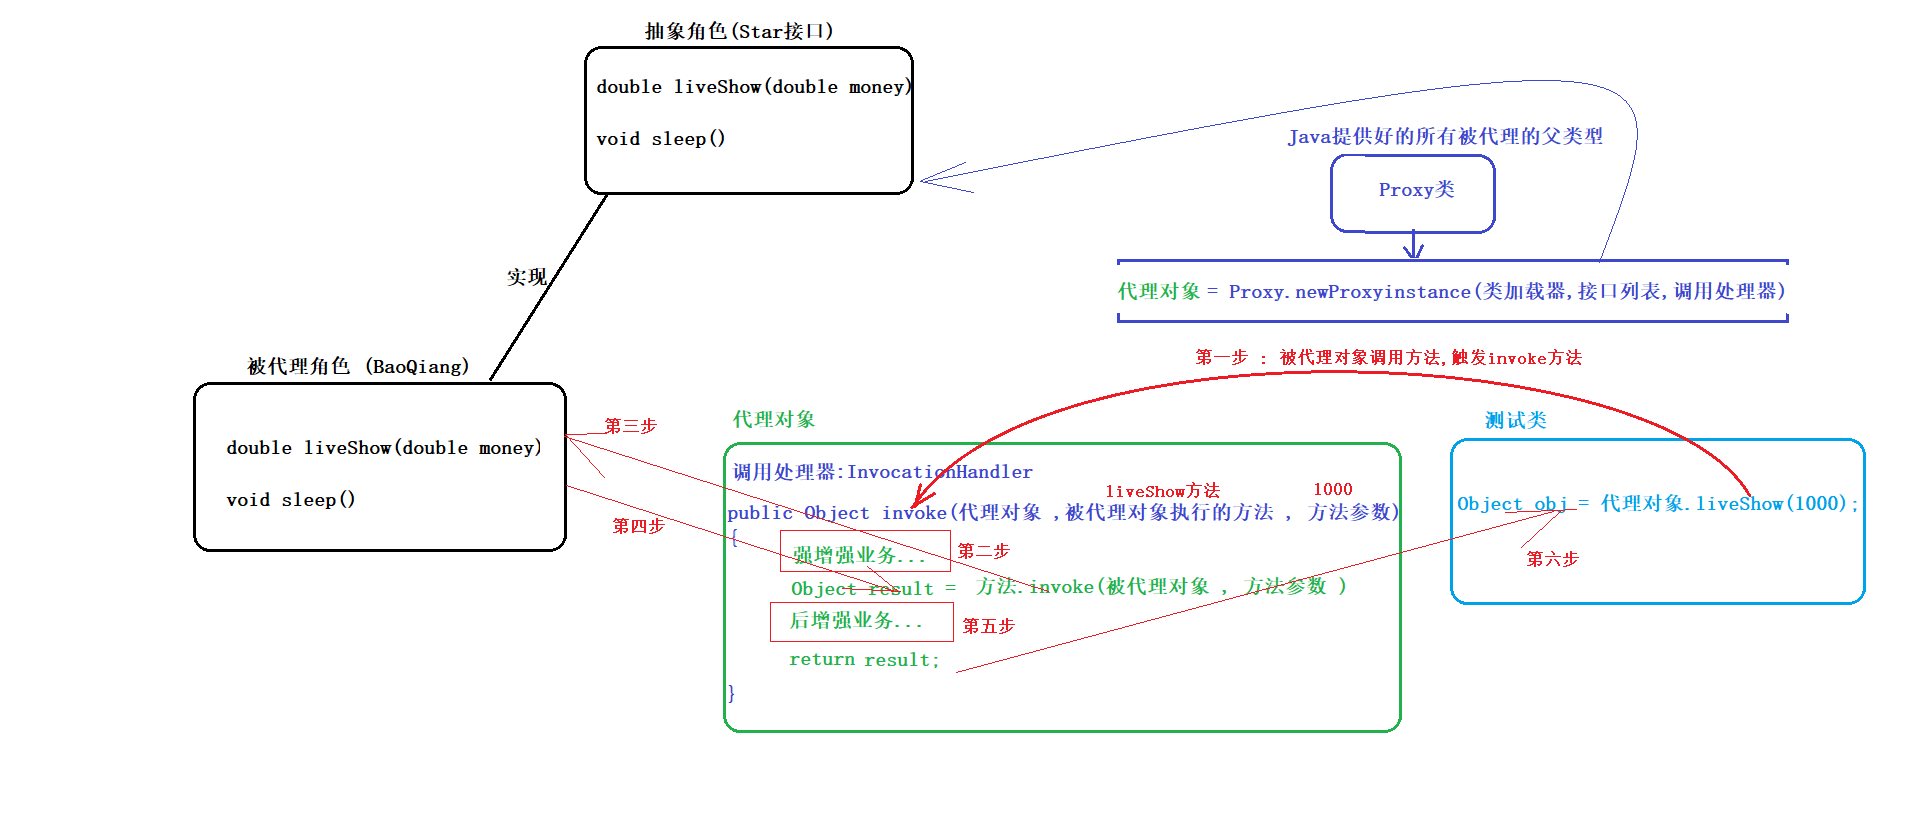 抽象角色(Star接口)
double liveShow(double money)
void sleep()
Java提供好的所有被代理的父类型
Proxy类
实现
代理对象 = Proxy.newProxyinstance(类加载器,接口列表,调用处理器)
第一步 : 被代理对象调用方法,触发invoke方法
被代理角色 (BaoQiang)
double liveShow(double money)
void sleep()
第三步
第四步
代理对象
调用处理器:InvocationHandler
liveShow方法 1000
public Object invoke(代理对象 ,被代理对象执行的方法 , 方法参数)
{
强增强业务... 第二步
Object result = 方法.invoke(被代理对象 , 方法参数 )
后增强业务... 第五步
return result;
}
测试类
Object obj = 代理对象.liveShow(1000);
第六步